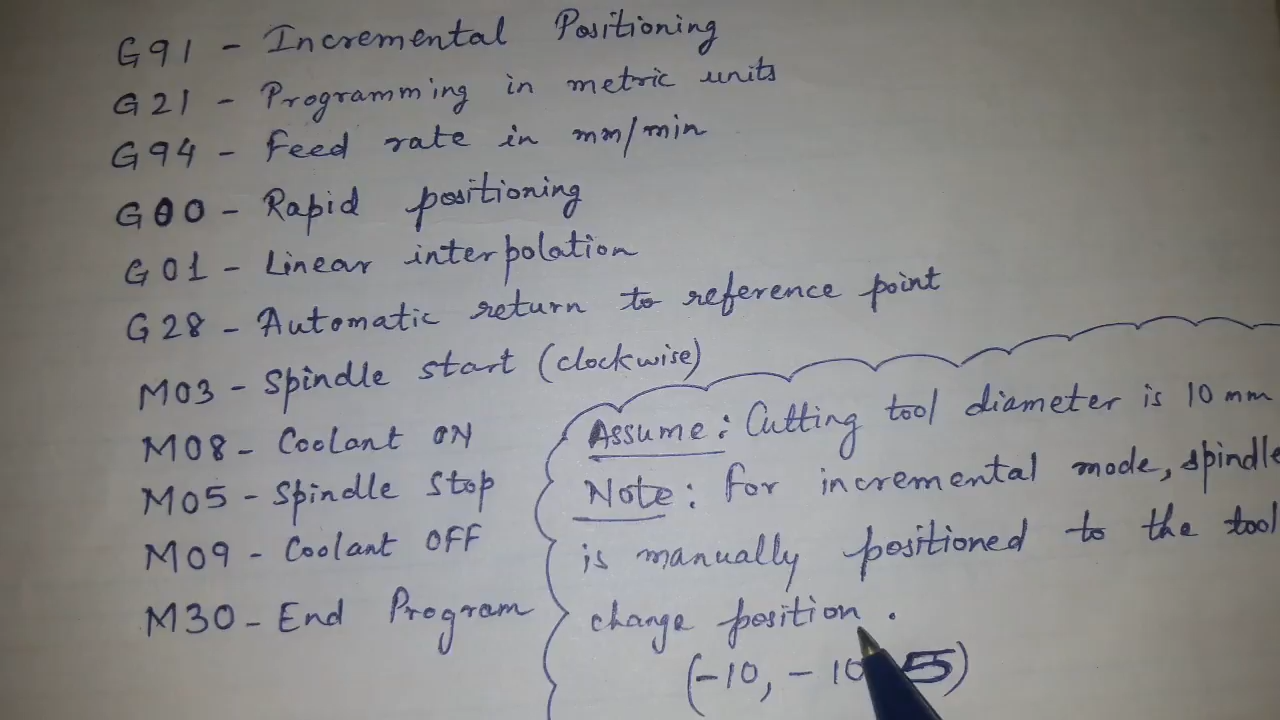 G91 - Incremental Positioning
G21 - Programming in metric units
G94 - Feed rate in mm/min
G00 - Rapid positioning
G01 - Linear interpolation
G28 - Automatic return to reference point
M03 - Spindle start (clockwise)
M08 - Coolant ON
M05 - Spindle Stop
M09 - Coolant OFF
M30 - End Program
Assume: Cutting tool diameter is 10 mm
Note: For incremental mode, spindle
is manually positioned to the tool
change position.
(-10, -10 5)